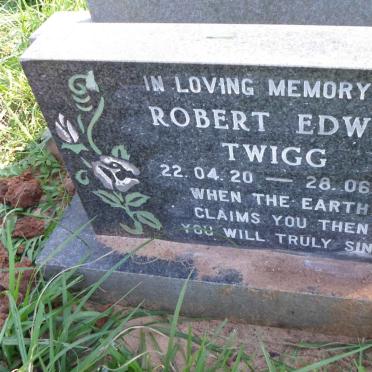 IN LOVING MEMORY
ROBERT EDW
TWIGG
22.04.20 — 28.06
WHEN THE EARTH
CLAIMS YOU THEN
YOU WILL TRULY SIN